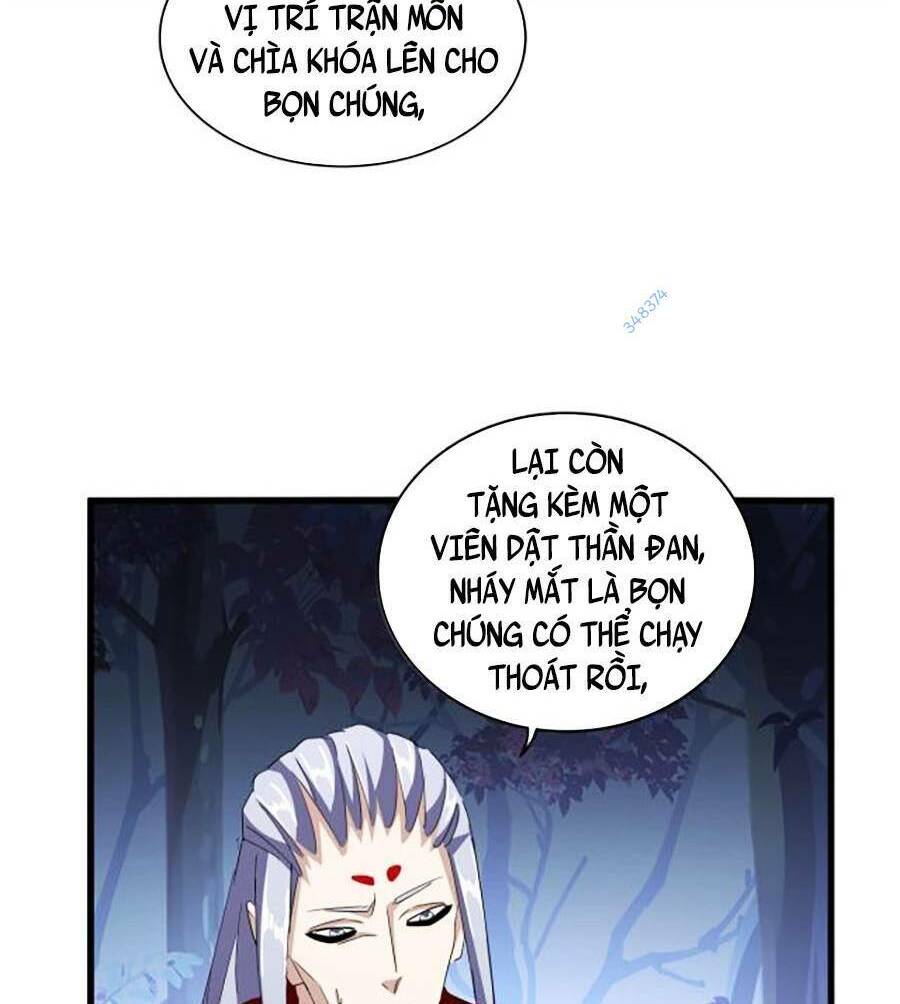 VỊ TRÍ TRẬN MÔN
VÀ CHÌA KHÓA LÊN CHO
BỌN CHÚNG,
348374
LẠI CÒN
TẶNG KÈM MỘT
VIÊN DẬT THẦN ĐAN,
NHÁY MẮT LÀ BỌN
CHÚNG CÓ THỂ CHẠY
THOÁT RỒI,